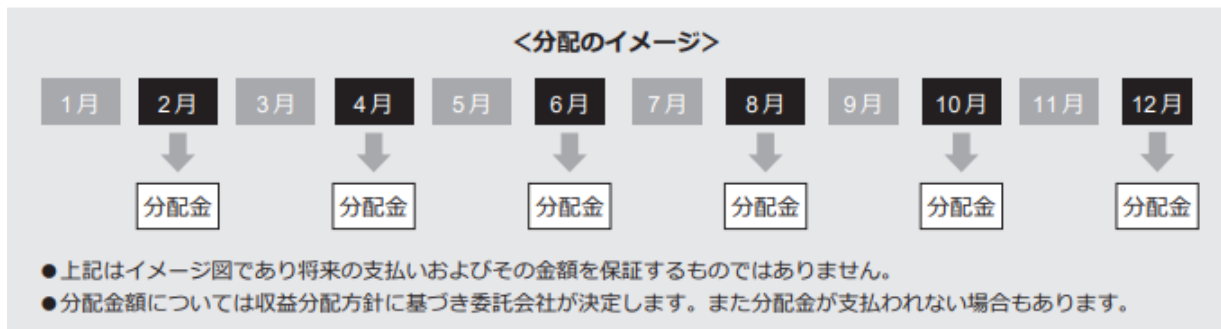 <分配のイメージ>
1月 2月 3月 4月 5月 6月 7月 8月 9月 10月 11月 12月
分配金 分配金 分配金 分配金 分配金 分配金
●上記はイメージ図であり将来の支払いおよびその金額を保証するものではありません。
●分配金額については収益分配方針に基づき委託会社が決定します。また分配金が支払われない場合もあります。